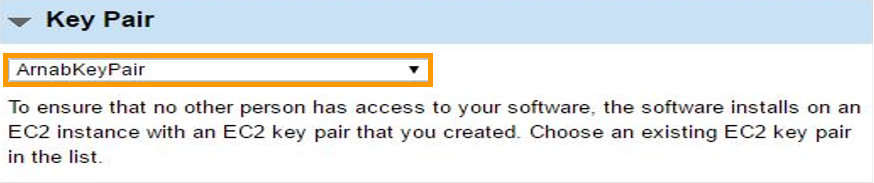 Key Pair
ArnabKeyPair
To ensure that no other person has access to your software, the software installs on an
EC2 instance with an EC2 key pair that you created. Choose an existing EC2 key pair
in the list.